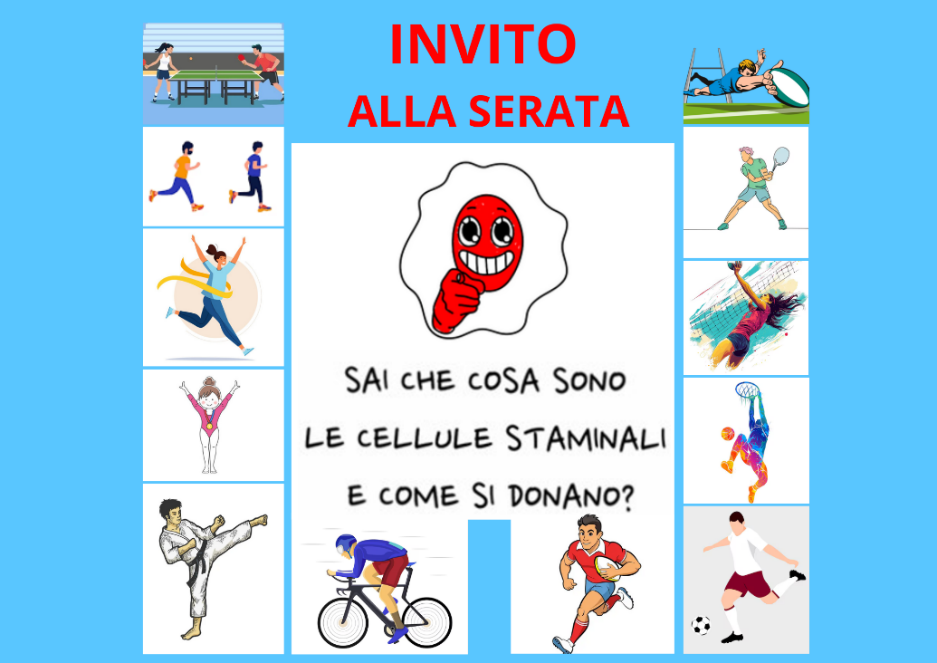 INVITO
ALLA SERATA
SAI CHE COSA SONO
LE CELLULE STAMINALI
E COME SI DONANO?